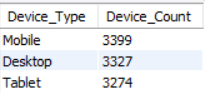 Device_Type Device_Count
Mobile 3399
Desktop 3327
Tablet 3274